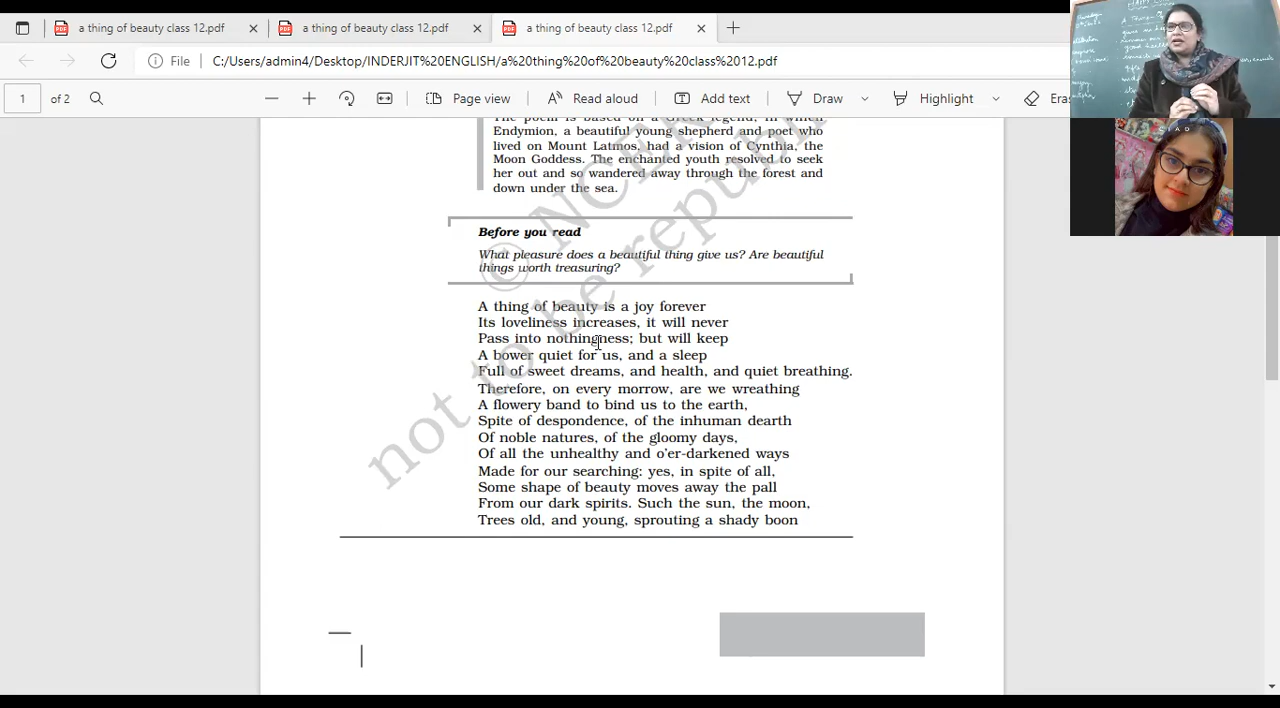 a thing of beauty class 12.pdf
a thing of beauty class 12.pdf
a thing of beauty class 12.pdf
File C:/Users/admin4/Desktop/INDERJIT%20ENGLISH/a%20thing%20of%20beauty%20class%2012.pdf
1 of 2
Page view
Read aloud
Add text
Draw
Highlight
Eras
The poem is based on a Greek legend, in which
Endymion, a beautiful young shepherd and poet who
lived on Mount Latmos, had a vision of Cynthia, the
Moon Goddess. The enchanted youth resolved to seek
her out and so wandered away through the forest and
down under the sea.
Before you read
What pleasure does a beautiful thing give us? Are beautiful
things worth treasuring?
A thing of beauty is a joy forever
Its loveliness increases, it will never
Pass into nothingness; but will keep
A bower quiet for us, and a sleep
Full of sweet dreams, and health, and quiet breathing.
Therefore, on every morrow, are we wreathing
A flowery band to bind us to the earth,
Spite of despondence, of the inhuman dearth
Of noble natures, of the gloomy days,
Of all the unhealthy and o'er-darkened ways
Made for our searching: yes, in spite of all,
Some shape of beauty moves away the pall
From our dark spirits. Such the sun, the moon,
Trees old, and young, sprouting a shady boon
© NCER
not to be republi